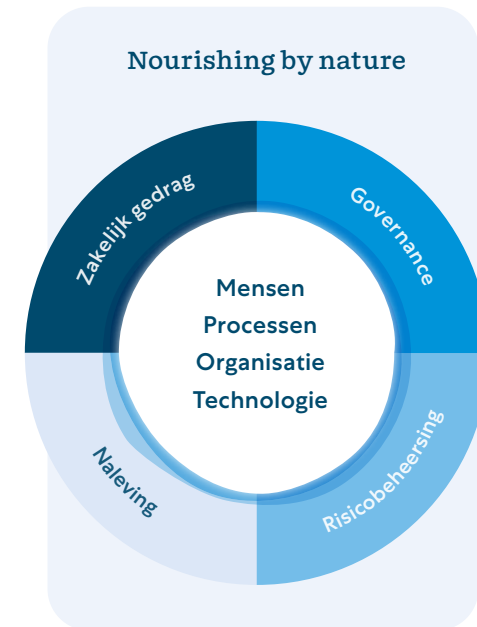 Nourishing by nature
Zakelijk gedrag
Governance
Mensen
Processen
Organisatie
Technologie
Naleving
Risicobeheersing